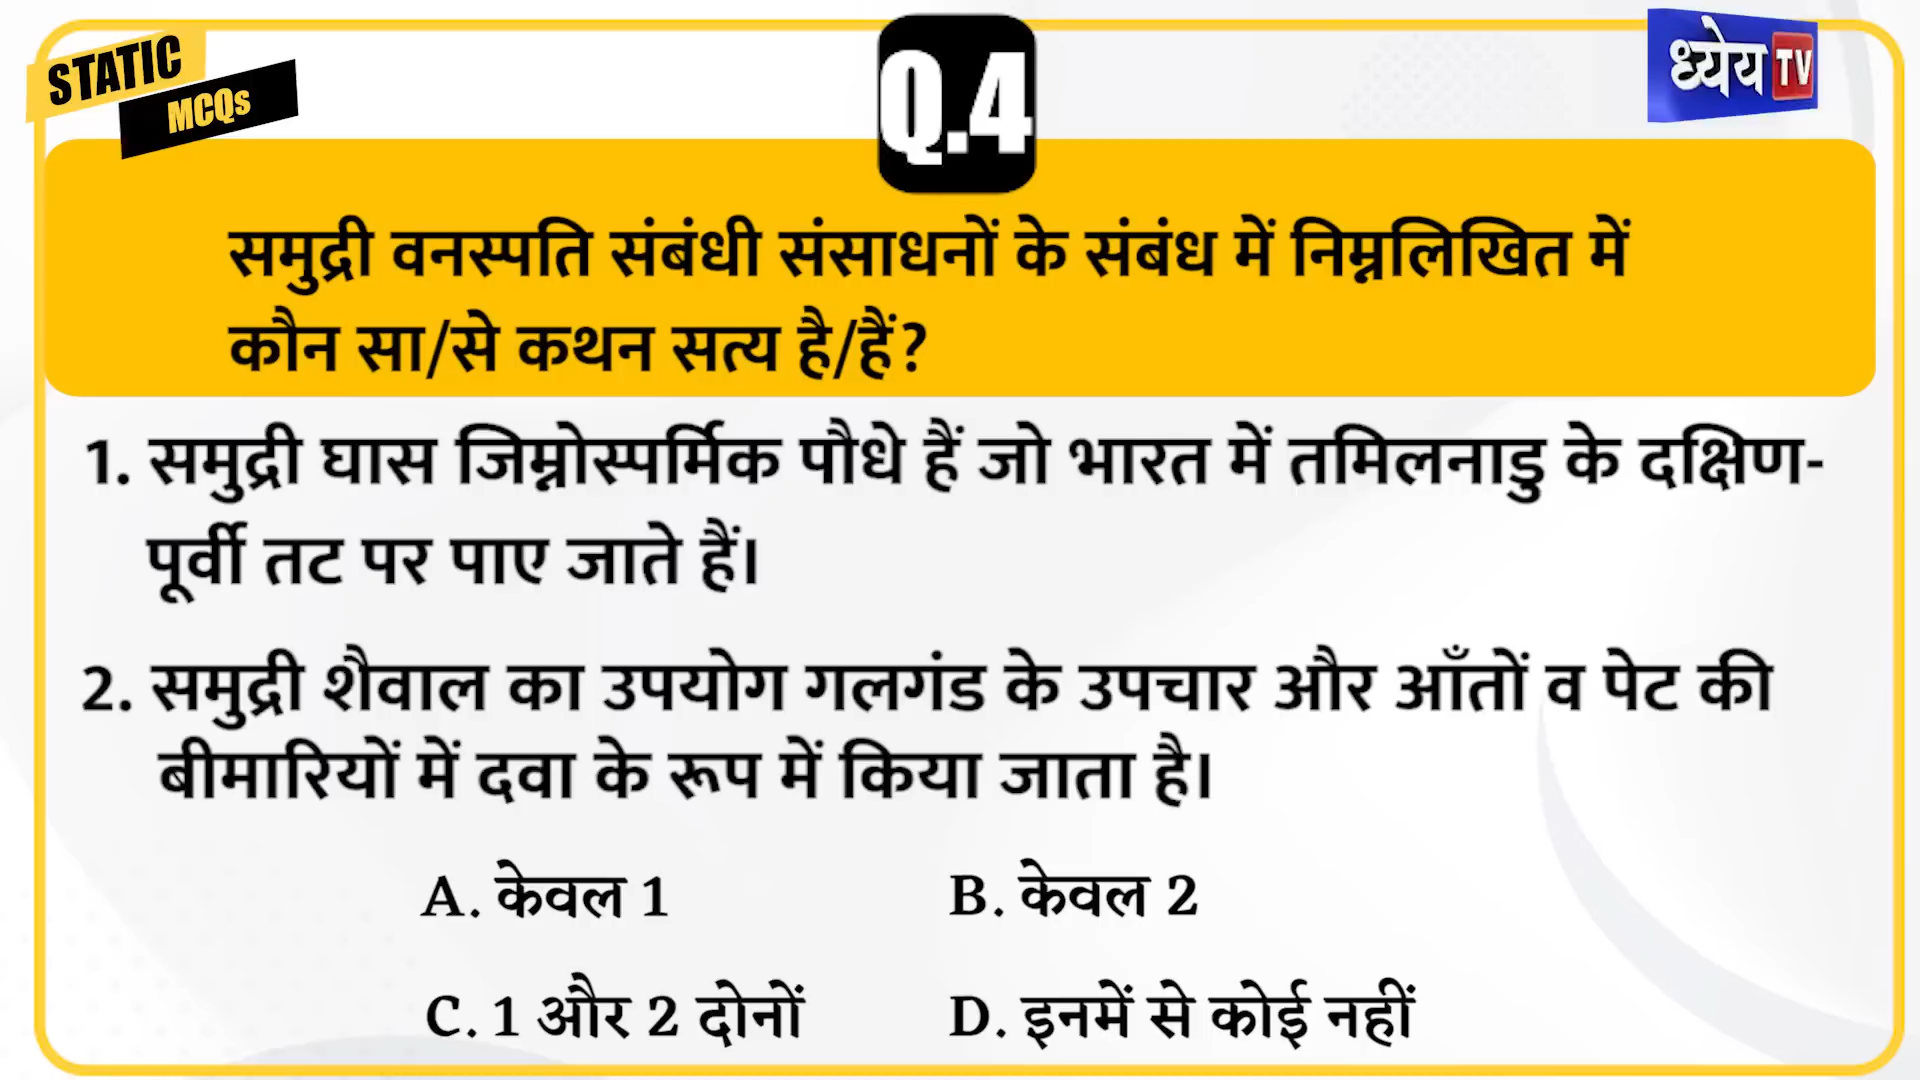 STATIC
MCQs
Q.4
ध्येय TV
समुद्री वनस्पति संबंधी संसाधनों के संबंध में निम्नलिखित में
कौन सा/से कथन सत्य है/हैं?
1. समुद्री घास जिम्नोस्पर्मिक पौधे हैं जो भारत में तमिलनाडु के दक्षिण-
पूर्वी तट पर पाए जाते हैं।
2. समुद्री शैवाल का उपयोग गलगंड के उपचार और आँतों व पेट की
बीमारियों में दवा के रूप में किया जाता है।
A. केवल 1
B. केवल 2
C. 1 और 2 दोनों
D. इनमें से कोई नहीं